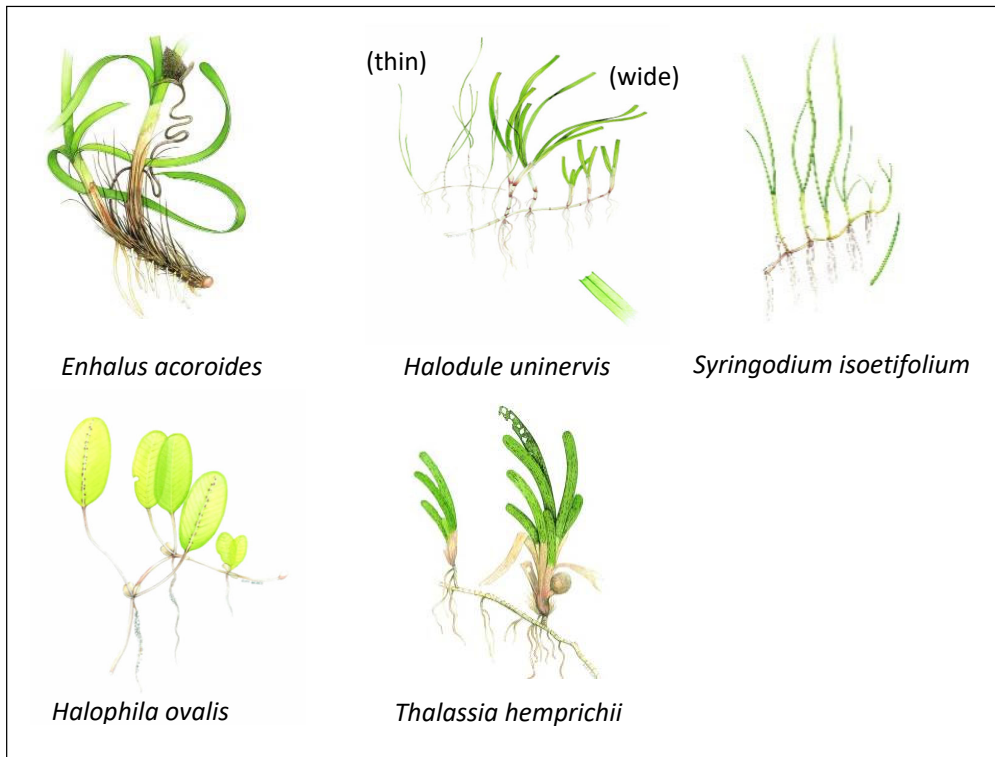 (thin)
(wide)
Enhalus acoroides
Halodule uninervis
Syringodium isoetifolium
Halophila ovalis
Thalassia hemprichii